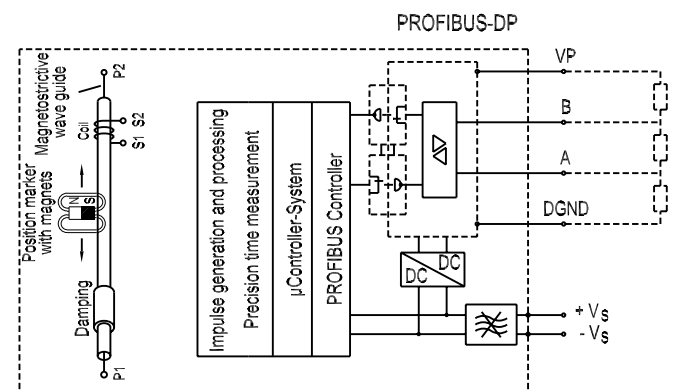 PROFIBUS-DP
Magnetostrictive
wave guide
P2
Coil
S2
S1
Position marker
with magnets
N
S
Damping
P1
Impulse generation and processing
Precision time measurement
µController-System
PROFIBUS Controller
VP
B
A
DGND
DC
DC
+ Vs
- Vs